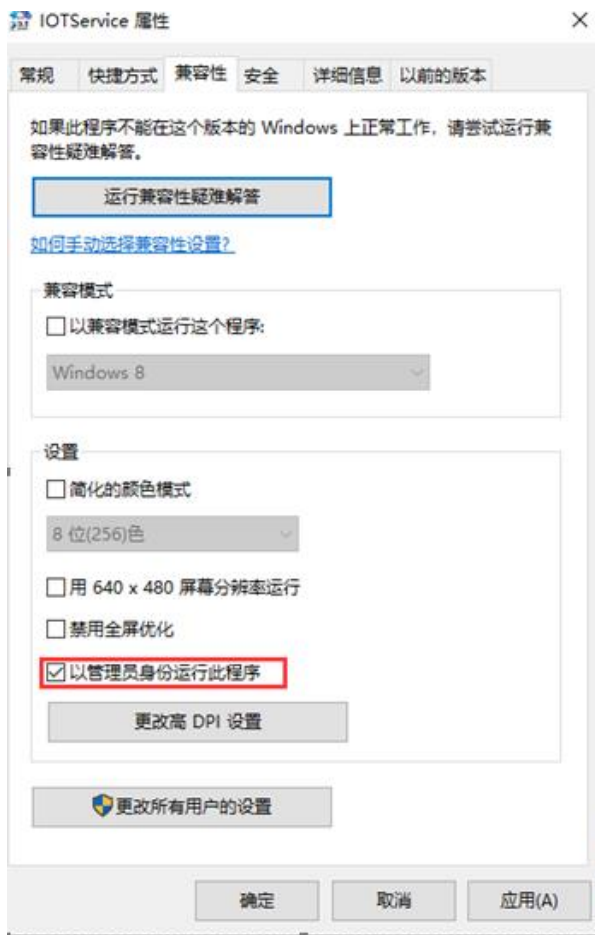 IOTService 属性
常规 快捷方式 兼容性 安全 详细信息 以前的版本
如果此程序不能在这个版本的 Windows 上正常工作，请尝试运行兼
容性疑难解答。
运行兼容性疑难解答
如何手动选择兼容性设置?
兼容模式
以兼容模式运行这个程序:
Windows 8
设置
简化的颜色模式
8 位(256)色
用 640 x 480 屏幕分辨率运行
禁用全屏优化
以管理员身份运行此程序
更改高 DPI 设置
更改所有用户的设置
确定 取消 应用(A)